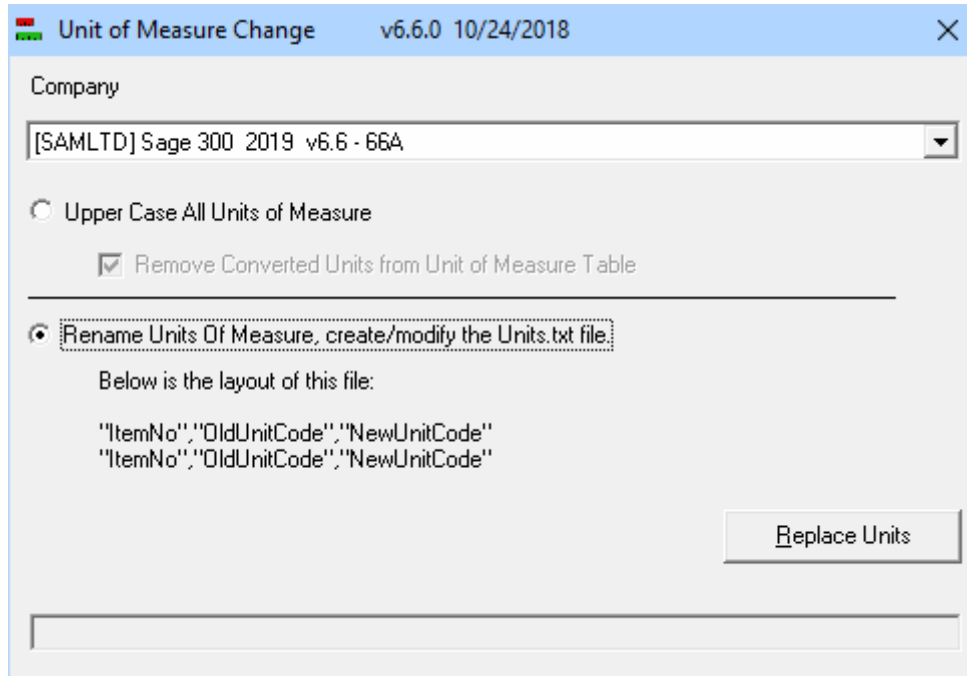 Unit of Measure Change v6.6.0 10/24/2018
Company
[SAMLTD] Sage 300 2019 v6.6 - 66A
Upper Case All Units of Measure
Remove Converted Units from Unit of Measure Table
Rename Units Of Measure, create/modify the Units.txt file.
Below is the layout of this file:
"ItemNo","OldUnitCode","NewUnitCode"
"ItemNo","OldUnitCode","NewUnitCode"
Replace Units